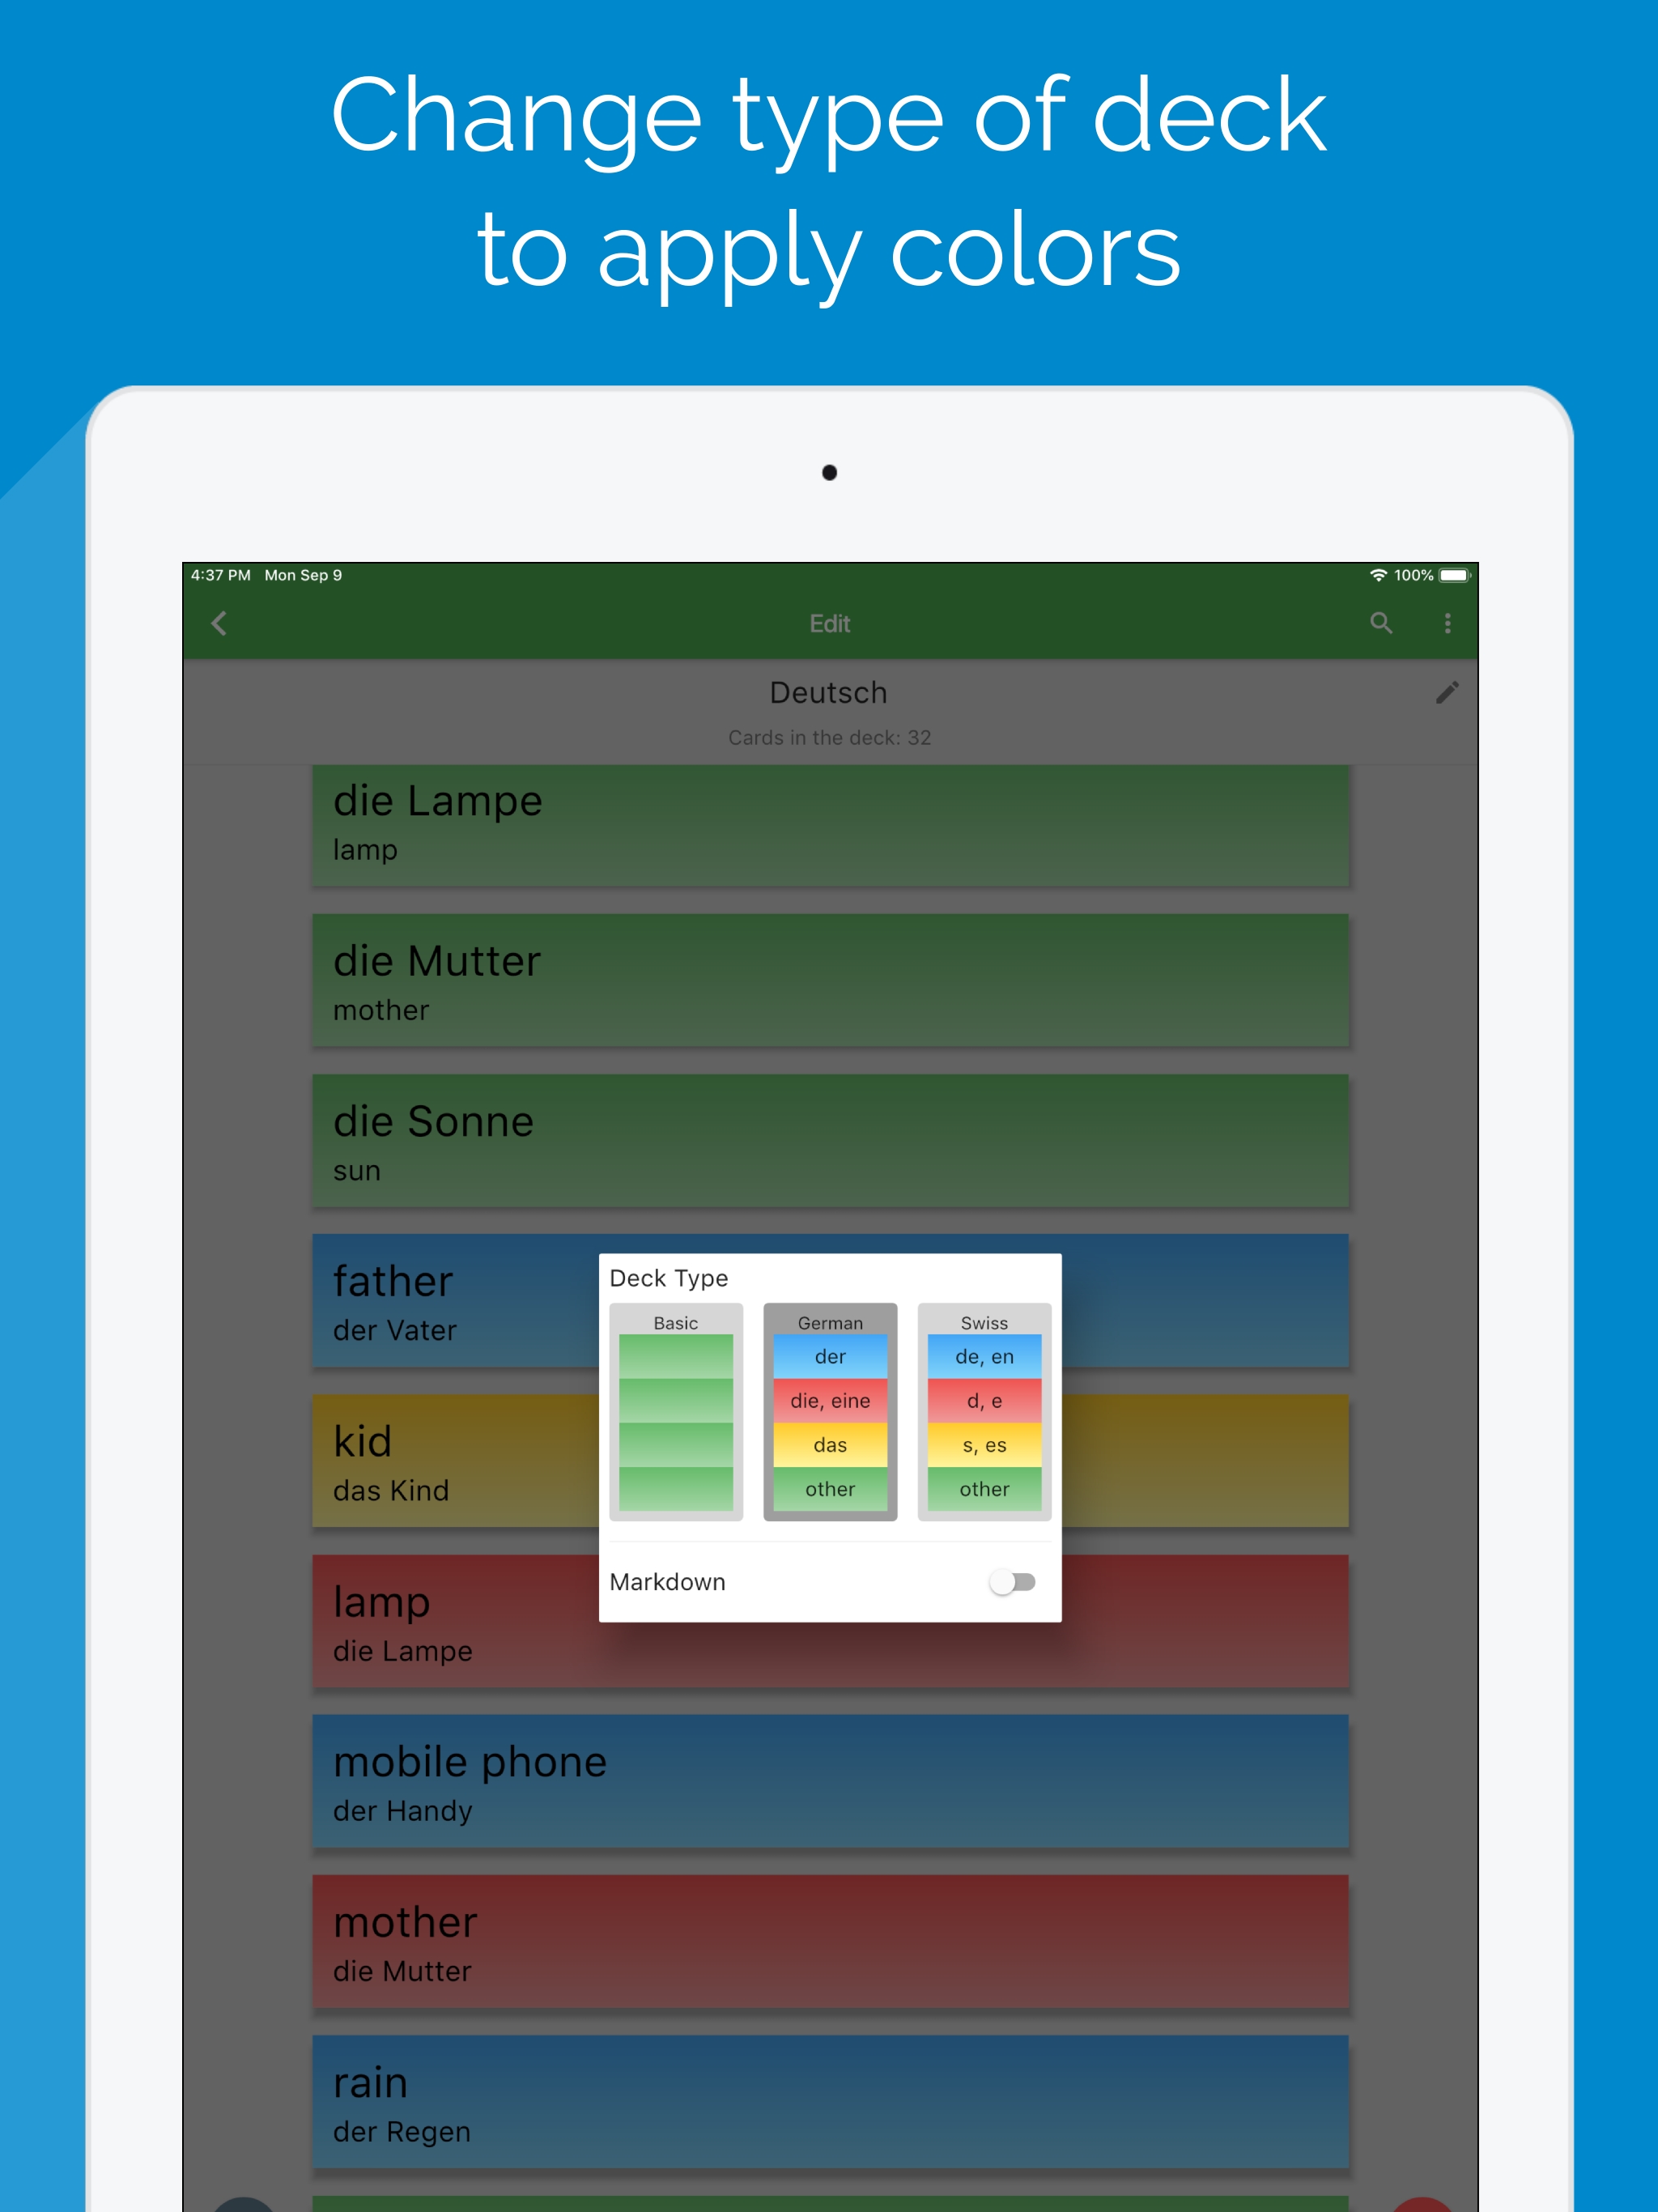 Change type of deck
to apply colors
4:37 PM Mon Sep 9
100%
Edit
Deutsch
Cards in the deck: 32
die Lampe
lamp
die Mutter
mother
die Sonne
sun
father
der Vater
kid
das Kind
lamp
die Lampe
mobile phone
der Handy
mother
die Mutter
rain
der Regen
Deck Type
Basic
German
der
die, eine
das
other
Swiss
de, en
d, e
s, es
other
Markdown